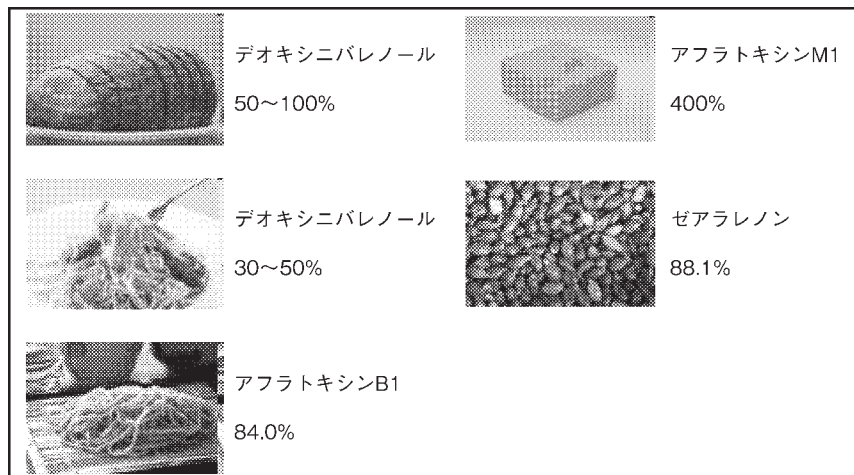 デオキシニバレノール
50～100%
アフラトキシンM1
400%
デオキシニバレノール
30～50%
ゼアラレノン
88.1%
アフラトキシンB1
84.0%